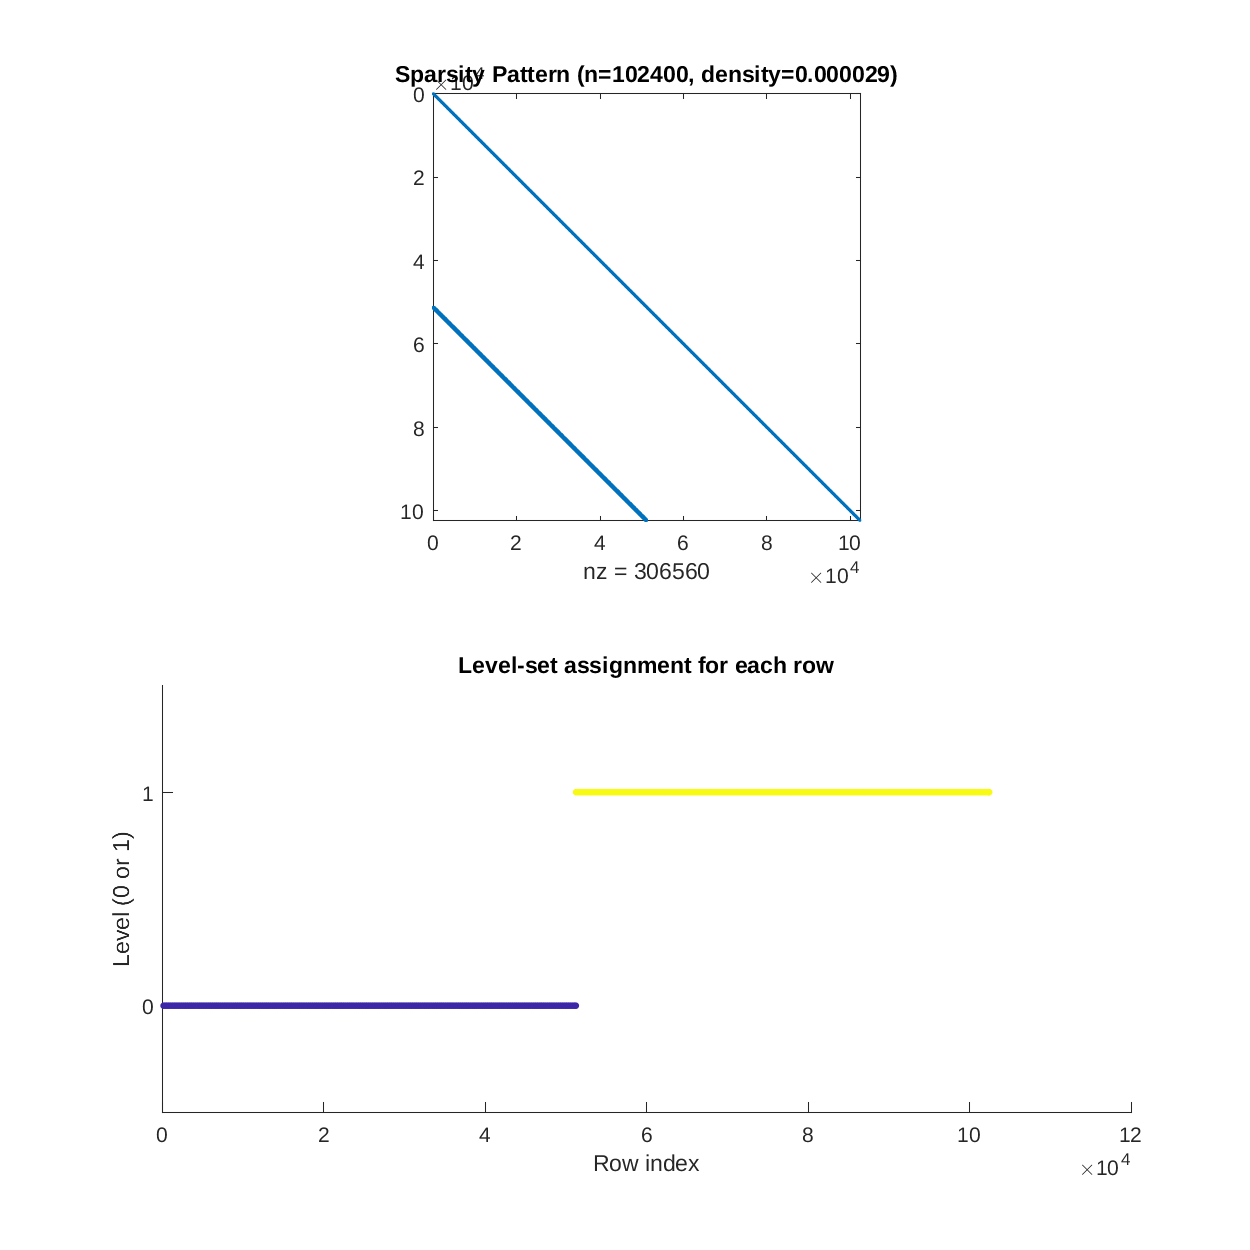 Sparsity Pattern (n=102400, density=0.000029)
×10⁴
0
2
4
6
8
10
0 2 4 6 8 10
nz = 306560
×10⁴
Level-set assignment for each row
1
0
Level (0 or 1)
0 2 4 6 8 10 12
Row index
×10⁴